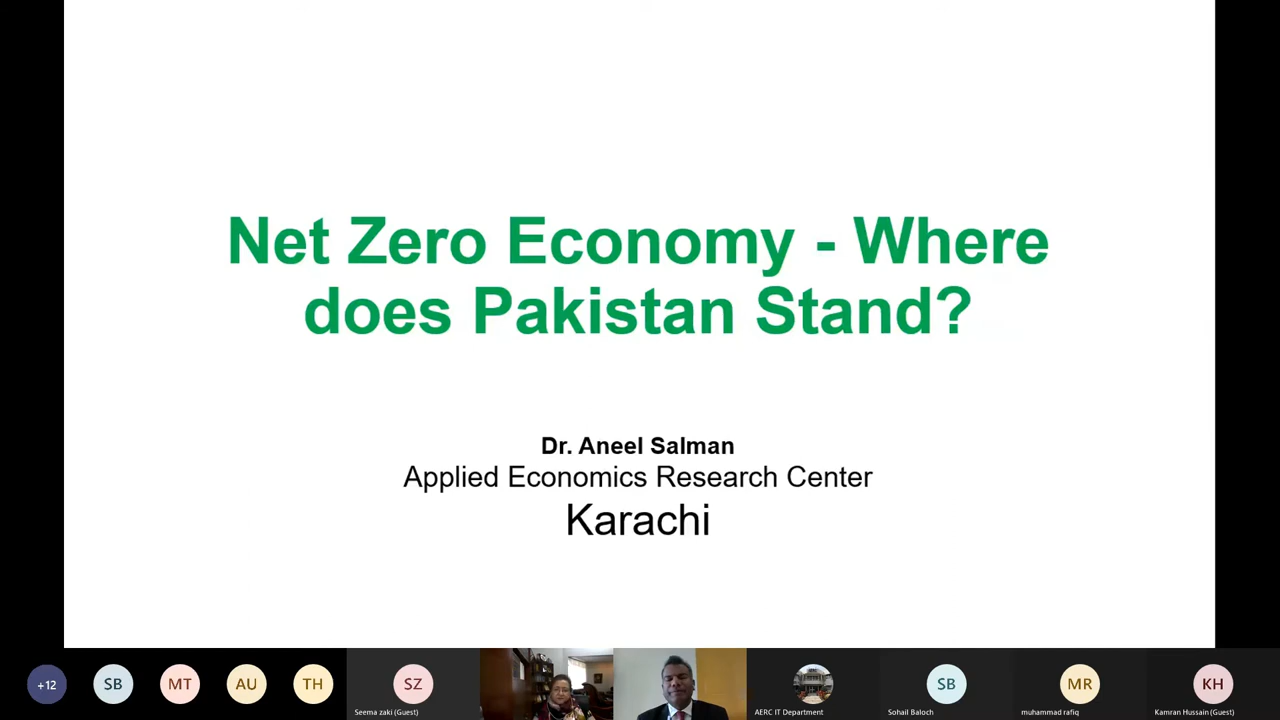 Net Zero Economy - Where
does Pakistan Stand?
Dr. Aneel Salman
Applied Economics Research Center
Karachi
+12
SB
MT
AU
TH
SZ
Seema zaki (Guest)
AERC IT Department
SB
Sohail Baloch
MR
muhammad rafiq
KH
Kamran Hussain (Guest)